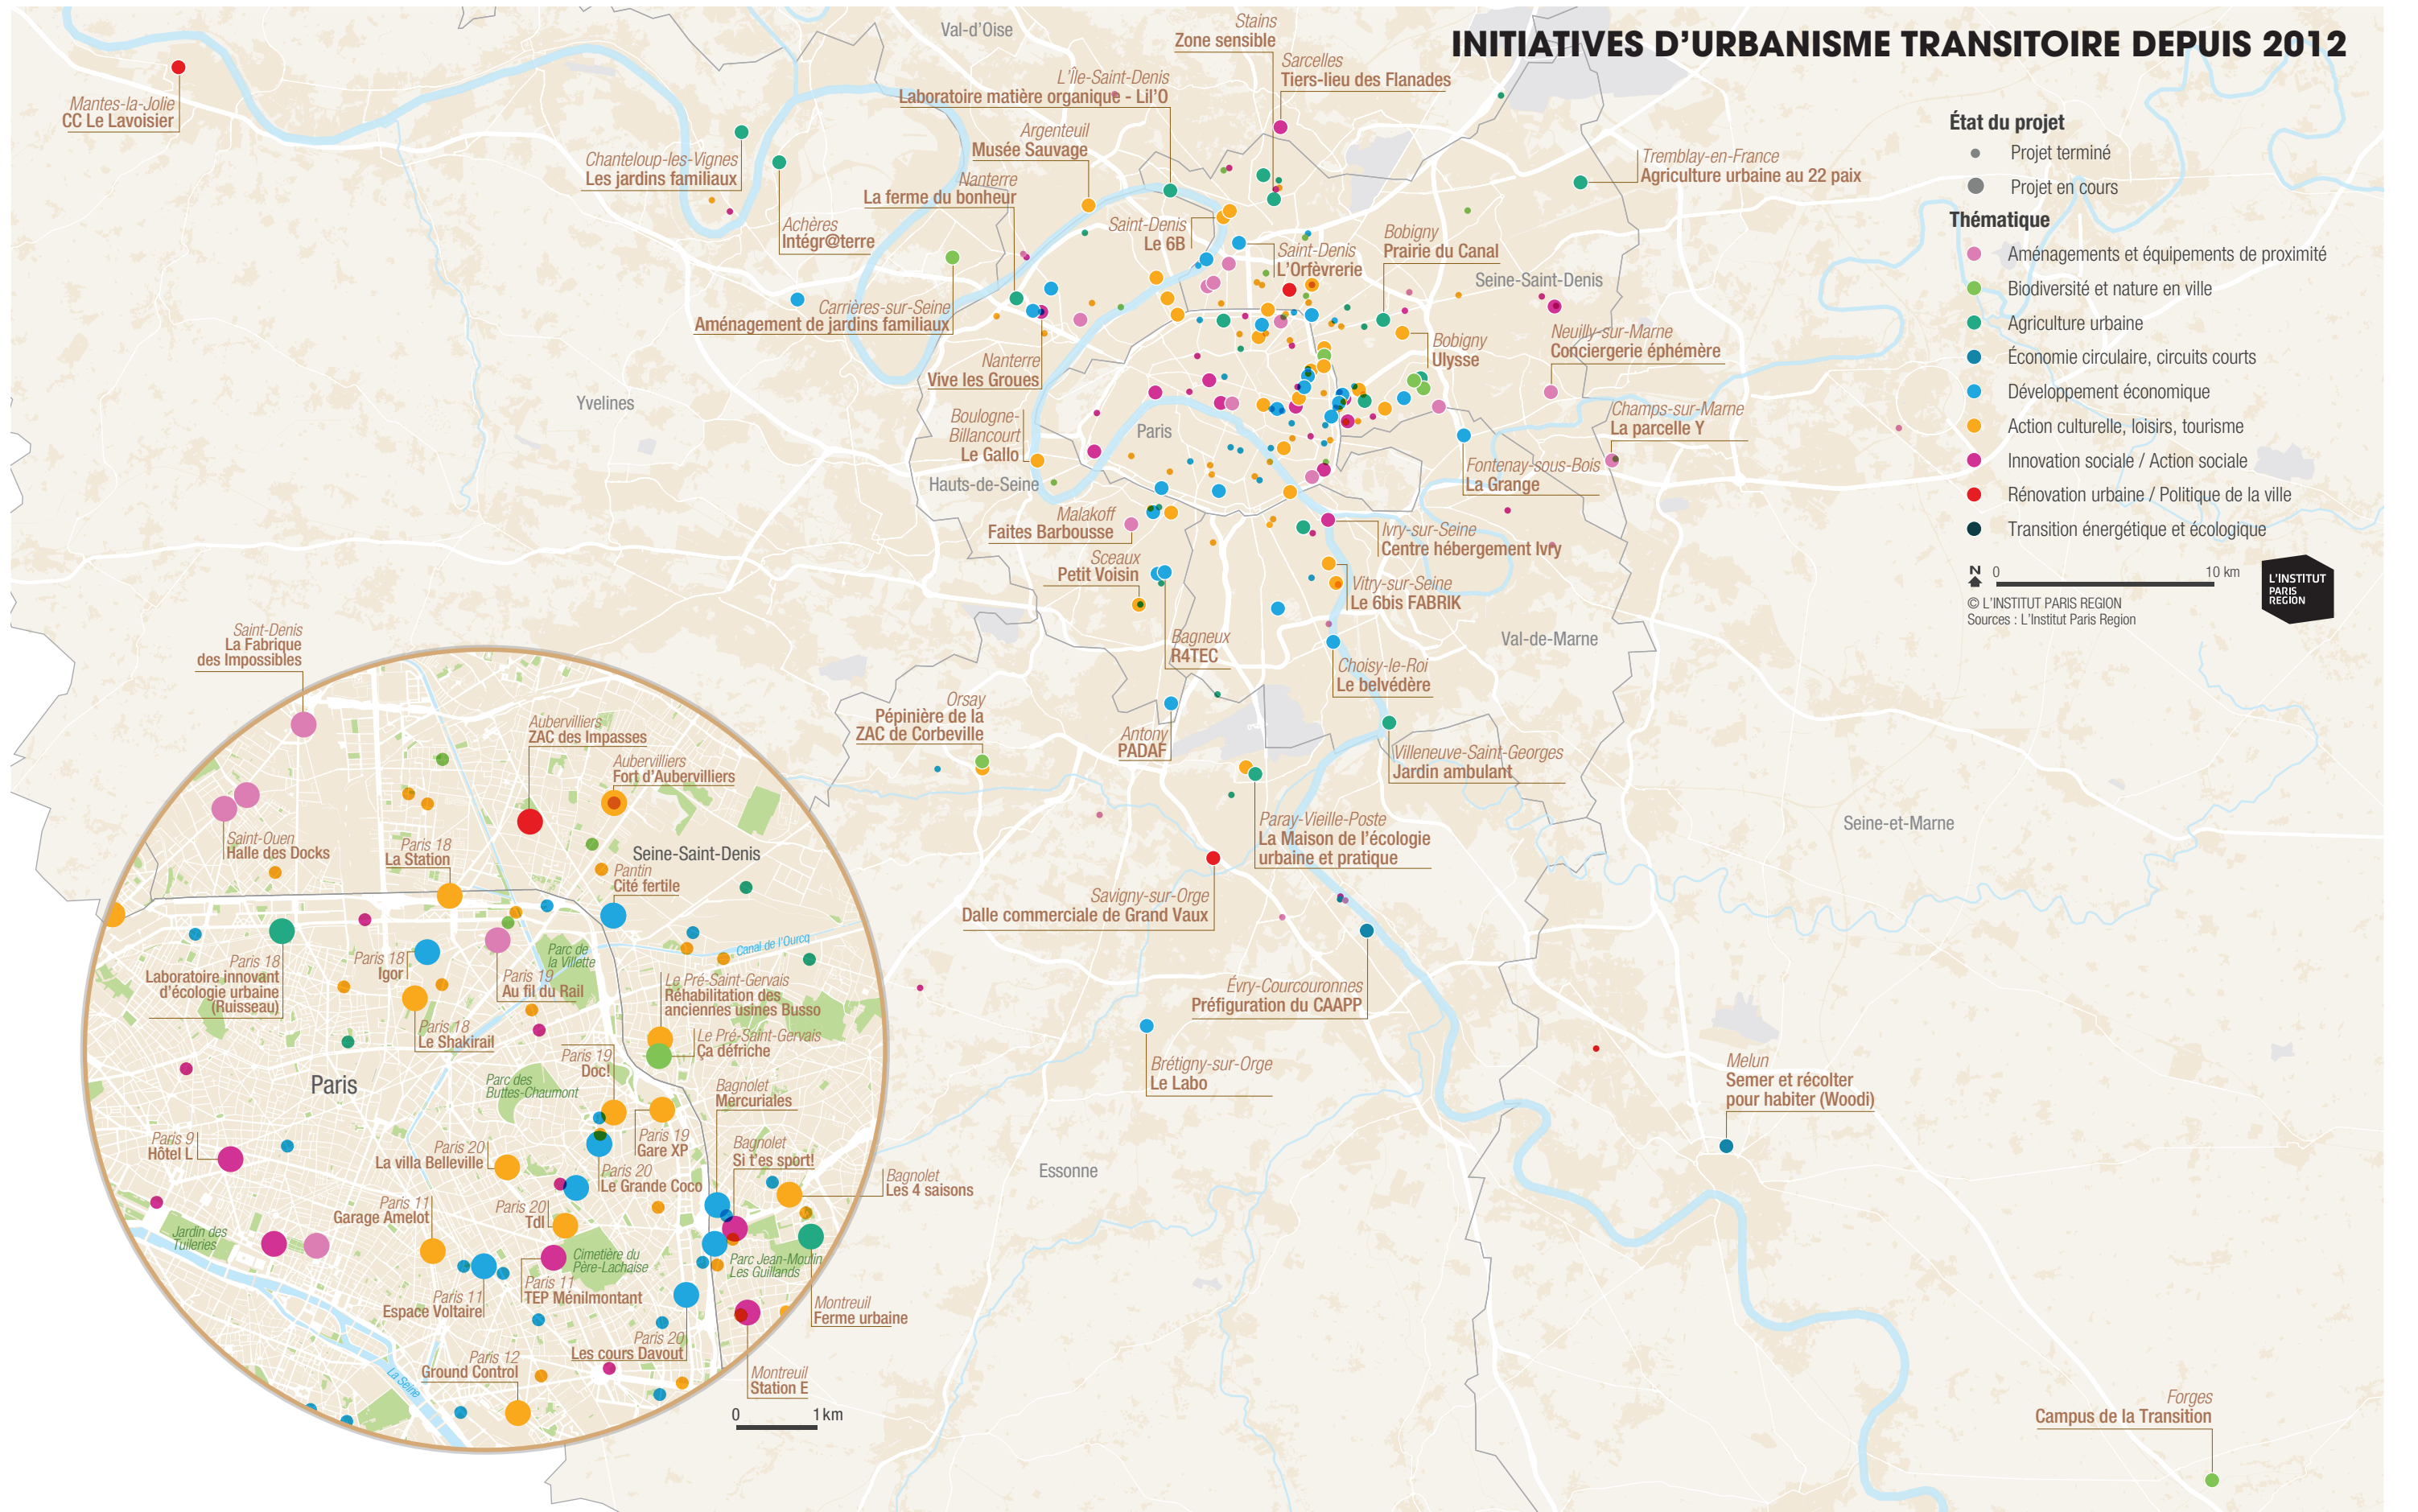 INITIATIVES D'URBANISME TRANSITOIRE DEPUIS 2012
État du projet
Projet terminé
Projet en cours
Thématique
Aménagements et équipements de proximité
Biodiversité et nature en ville
Agriculture urbaine
Économie circulaire, circuits courts
Développement économique
Action culturelle, loisirs, tourisme
Innovation sociale / Action sociale
Rénovation urbaine / Politique de la ville
Transition énergétique et écologique
N
0 10 km
© L'INSTITUT PARIS REGION
Sources : L'Institut Paris Region
L'INSTITUT
PARIS
REGION
Val-d'Oise
Stains
Zone sensible
Sarcelles
Tiers-lieu des Flanades
L'Île-Saint-Denis
Laboratoire matière organique - Lil'O
Mantes-la-Jolie
CC Le Lavoisier
Argenteuil
Musée Sauvage
Chanteloup-les-Vignes
Les jardins familiaux
Nanterre
La ferme du bonheur
Tremblay-en-France
Agriculture urbaine au 22 paix
Achères
Intégr@terre
Saint-Denis
Le 6B
Saint-Denis
L'Orfèvrerie
Bobigny
Prairie du Canal
Seine-Saint-Denis
Carrières-sur-Seine
Aménagement de jardins familiaux
Nanterre
Vive les Groues
Bobigny
Ulysse
Neuilly-sur-Marne
Conciergerie éphémère
Yvelines
Boulogne-
Billancourt
Le Gallo
Paris
Champs-sur-Marne
La parcelle Y
Hauts-de-Seine
Fontenay-sous-Bois
La Grange
Malakoff
Faites Barbousse
Ivry-sur-Seine
Centre hébergement Ivry
Sceaux
Petit Voisin
Vitry-sur-Seine
Le 6bis FABRIK
Bagneux
R4TEC
Val-de-Marne
Choisy-le-Roi
Le belvédère
Orsay
Pépinière de la
ZAC de Corbeville
Antony
PADAF
Villeneuve-Saint-Georges
Jardin ambulant
Paray-Vieille-Poste
La Maison de l'écologie
urbaine et pratique
Seine-et-Marne
Savigny-sur-Orge
Dalle commerciale de Grand Vaux
Évry-Courcouronnes
Préfiguration du CAAPP
Brétigny-sur-Orge
Le Labo
Melun
Semer et récolter
pour habiter (Woodi)
Essonne
Forges
Campus de la Transition
Saint-Denis
La Fabrique
des Impossibles
Aubervilliers
ZAC des Impasses
Aubervilliers
Fort d'Aubervilliers
Saint-Ouen
Halle des Docks
Paris 18
La Station
Seine-Saint-Denis
Pantin
Cité fertile
Parc de
la Villette
Canal de l'Ourcq
Paris 18
Laboratoire innovant
d'écologie urbaine
(Ruisseau)
Paris 18
Igor
Paris 19
Au fil du Rail
Le Pré-Saint-Gervais
Réhabilitation des
anciennes usines Busso
Paris 18
Le Shakirail
Le Pré-Saint-Gervais
Ça défriche
Paris 19
Doc!
Paris
Parc des
Buttes-Chaumont
Bagnolet
Mercuriales
Paris 9
Hôtel L
Paris 20
La villa Belleville
Paris 19
Gare XP
Bagnolet
Si t'es sport!
Paris 20
Le Grande Coco
Bagnolet
Les 4 saisons
Paris 11
Garage Amelot
Paris 20
Tdl
Jardin des
Tuileries
Cimetière du
Père-Lachaise
Parc Jean-Moulin
Les Guillands
Paris 11
Espace Voltaire
Paris 11
TEP Ménilmontant
Montreuil
Ferme urbaine
Paris 20
Les cours Davout
Paris 12
Ground Control
La Seine
Montreuil
Station E
0 1 km